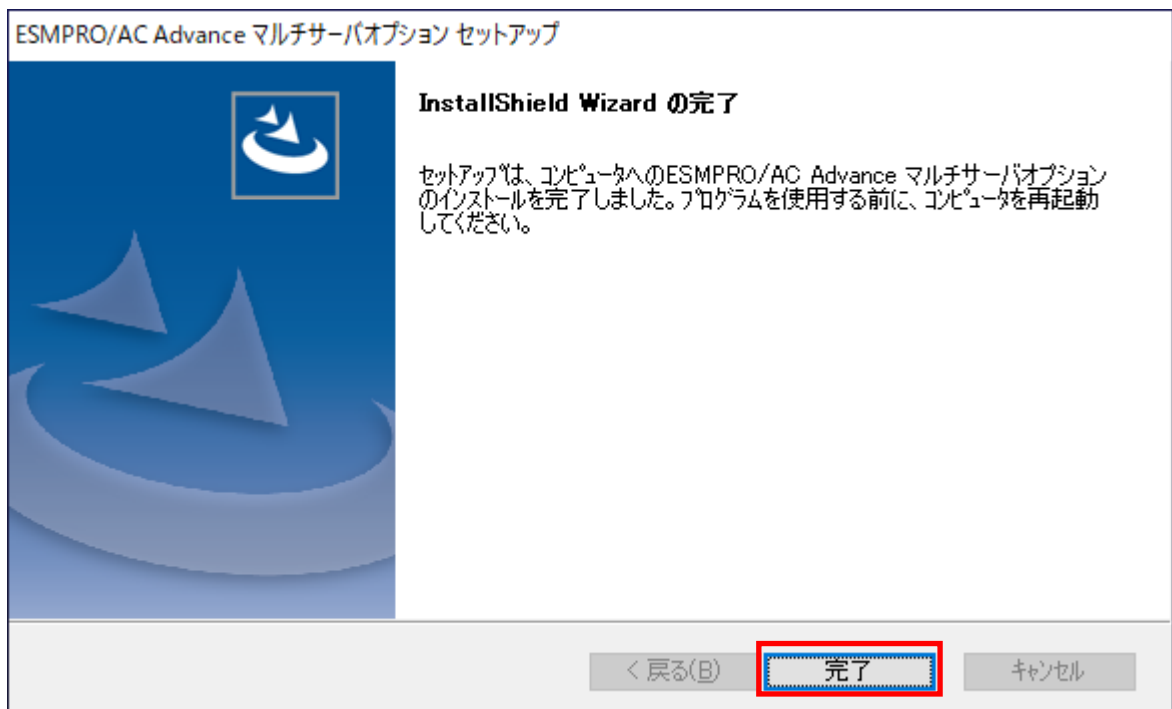 ESMPRO/AC Advance マルチサーバオプション セットアップ
InstallShield Wizard の完了
セットアップは、コンピュータへのESMPRO/AC Advance マルチサーバオプション
のインストールを完了しました。プログラムを使用する前に、コンピュータを再起動
してください。
< 戻る(B)
完了
キャンセル